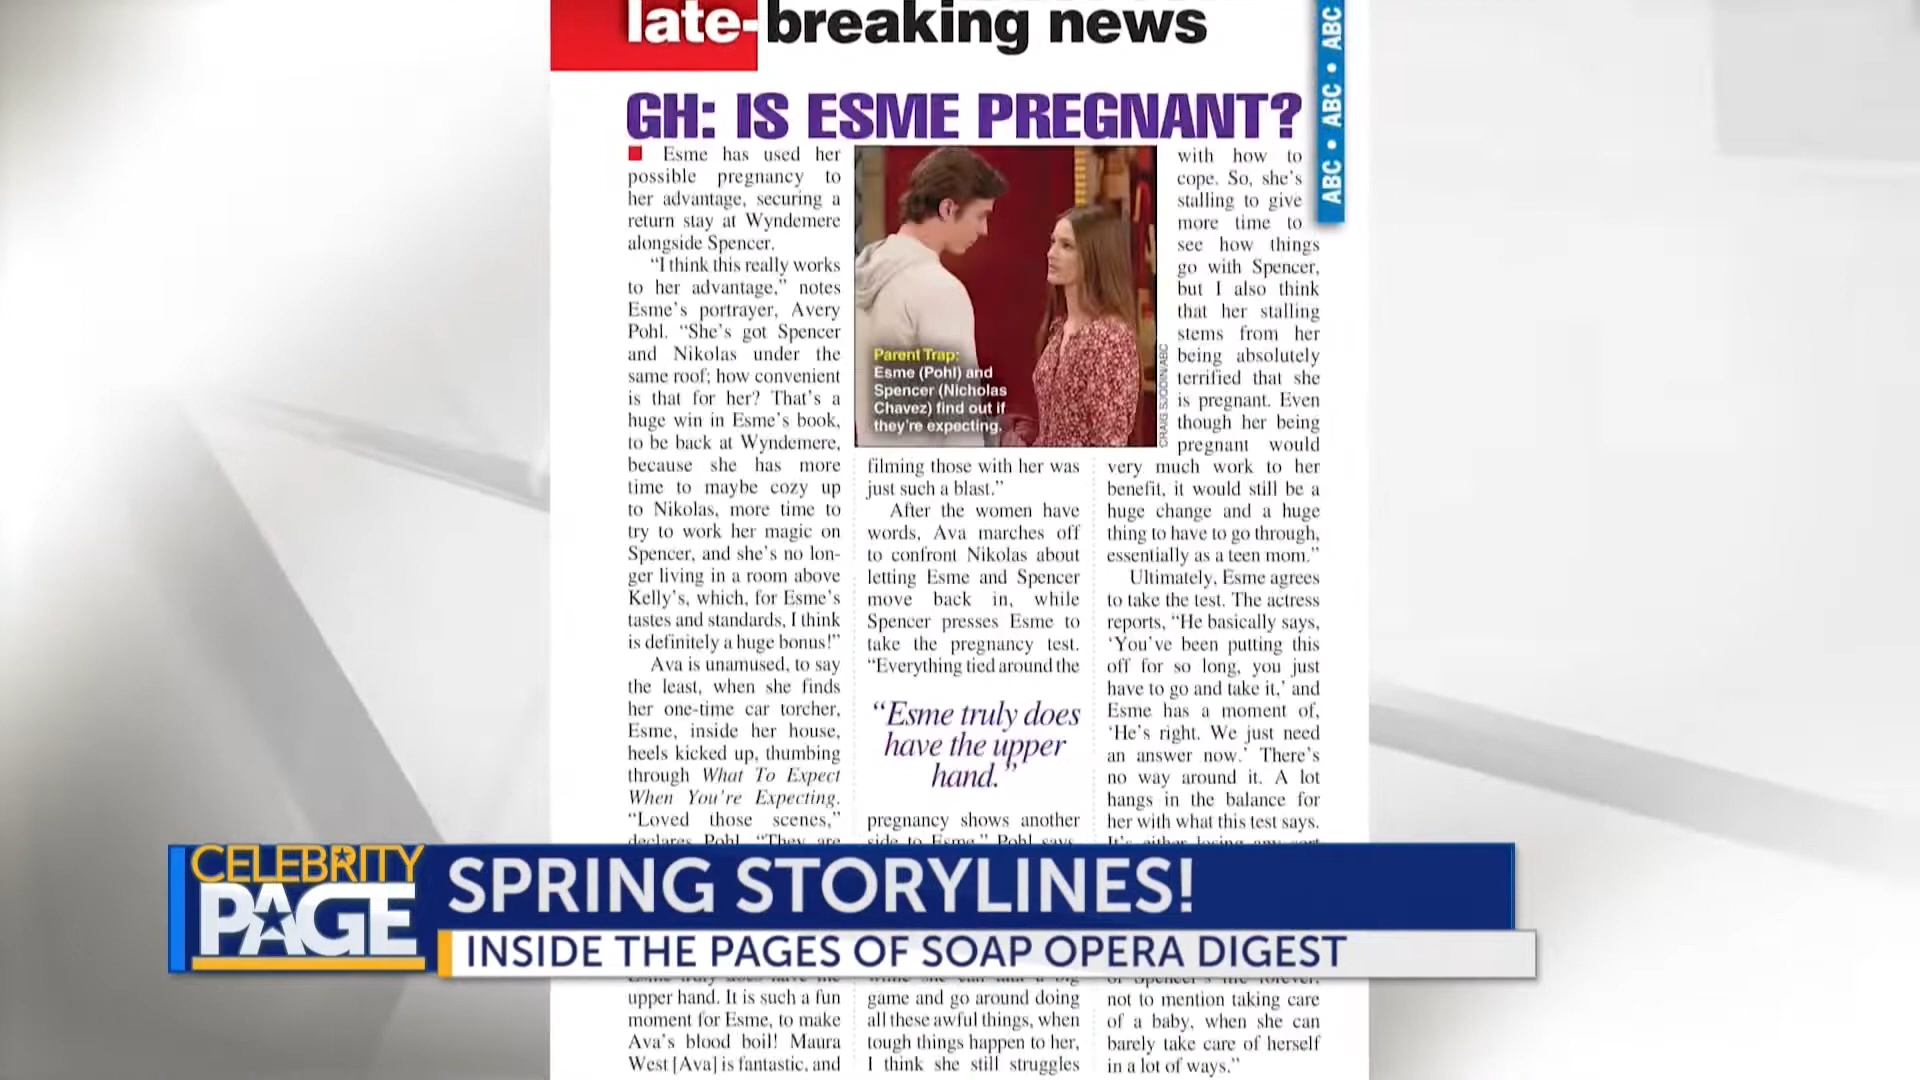 late-breaking news
ABC • ABC • ABC
GH: IS ESME PREGNANT?
Esme has used her
possible pregnancy to
her advantage, securing a
return stay at Wyndemere
alongside Spencer.
“I think this really works
to her advantage,” notes
Esme’s portrayer, Avery
Pohl. “She’s got Spencer
and Nikolas under the
same roof; how convenient
is that for her? That’s a
huge win in Esme’s book,
to be back at Wyndemere,
because she has more
time to maybe cozy up
to Nikolas, more time to
try to work her magic on
Spencer, and she’s no lon-
ger living in a room above
Kelly’s, which, for Esme’s
tastes and standards, I think
is definitely a huge bonus!”
Ava is unamused, to say
the least, when she finds
her one-time car torcher,
Esme, inside her house,
heels kicked up, thumbing
through What To Expect
When You’re Expecting.
“Loved those scenes,”
declares Pohl. “They are
upper hand. It is such a fun
moment for Esme, to make
Ava’s blood boil! Maura
West [Ava] is fantastic, and
Parent Trap:
Esme (Pohl) and
Spencer (Nicholas
Chavez) find out if
they’re expecting.
CRAIG SJODIN/ABC
filming those with her was
just such a blast.”
After the women have
words, Ava marches off
to confront Nikolas about
letting Esme and Spencer
move back in, while
Spencer presses Esme to
take the pregnancy test.
“Everything tied around the
“Esme truly does
have the upper
hand.”
pregnancy shows another
side to Esme,” Pohl says.
game and go around doing
all these awful things, when
tough things happen to her,
I think she still struggles
with how to
cope. So, she’s
stalling to give
more time to
see how things
go with Spencer,
but I also think
that her stalling
stems from her
being absolutely
terrified that she
is pregnant. Even
though her being
pregnant would
very much work to her
benefit, it would still be a
huge change and a huge
thing to have to go through,
essentially as a teen mom.”
Ultimately, Esme agrees
to take the test. The actress
reports, “He basically says,
‘You’ve been putting this
off for so long, you just
have to go and take it,’ and
Esme has a moment of,
‘He’s right. We just need
an answer now.’ There’s
no way around it. A lot
hangs in the balance for
her with what this test says.
It’s either losing any sort
of Spencer’s life forever,
not to mention taking care
of a baby, when she can
barely take care of herself
in a lot of ways.”
CELEBRITY
PAGE
SPRING STORYLINES!
INSIDE THE PAGES OF SOAP OPERA DIGEST